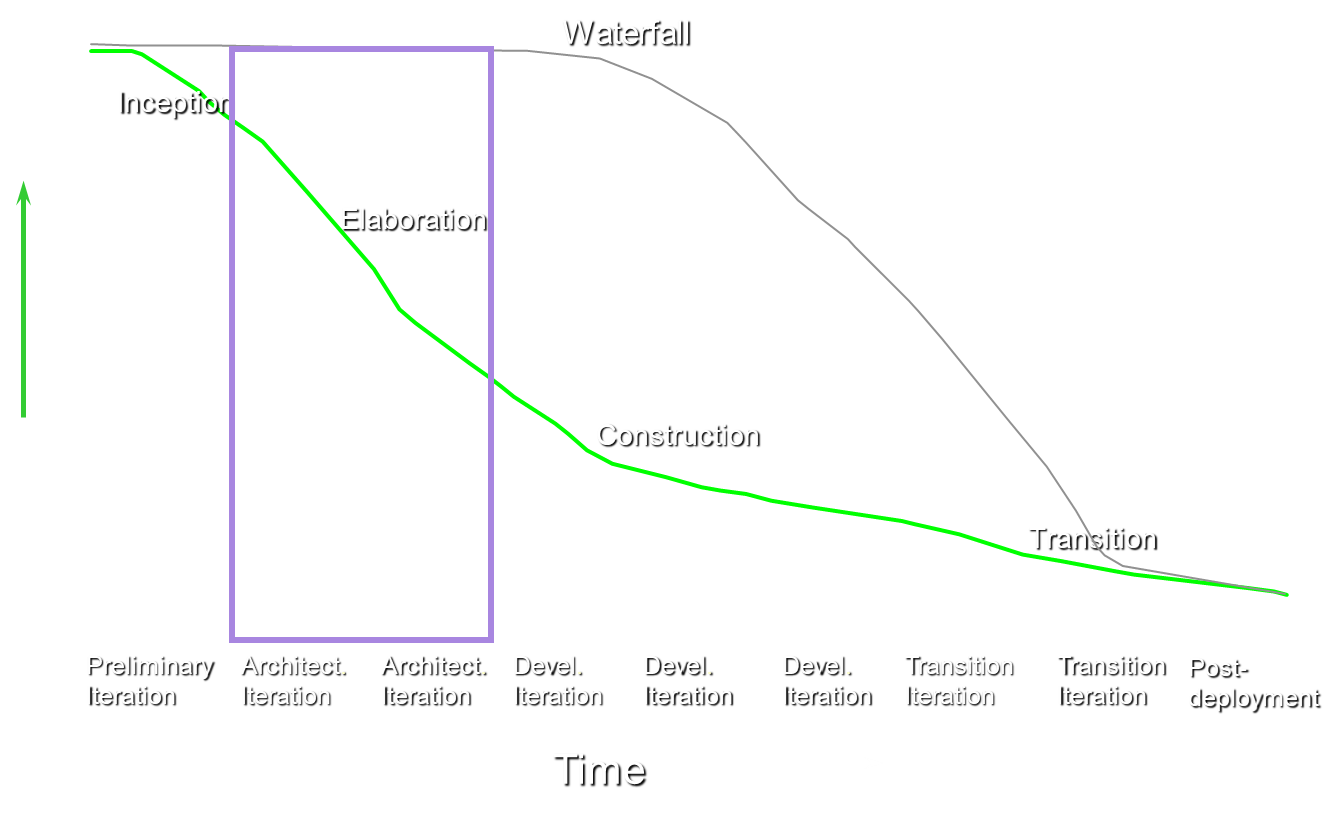 Waterfall
Inception
Elaboration
Construction
Transition
Preliminary
Iteration
Architect.
Iteration
Architect.
Iteration
Devel.
Iteration
Devel.
Iteration
Devel.
Iteration
Transition
Iteration
Transition
Iteration
Post-
deployment
Time